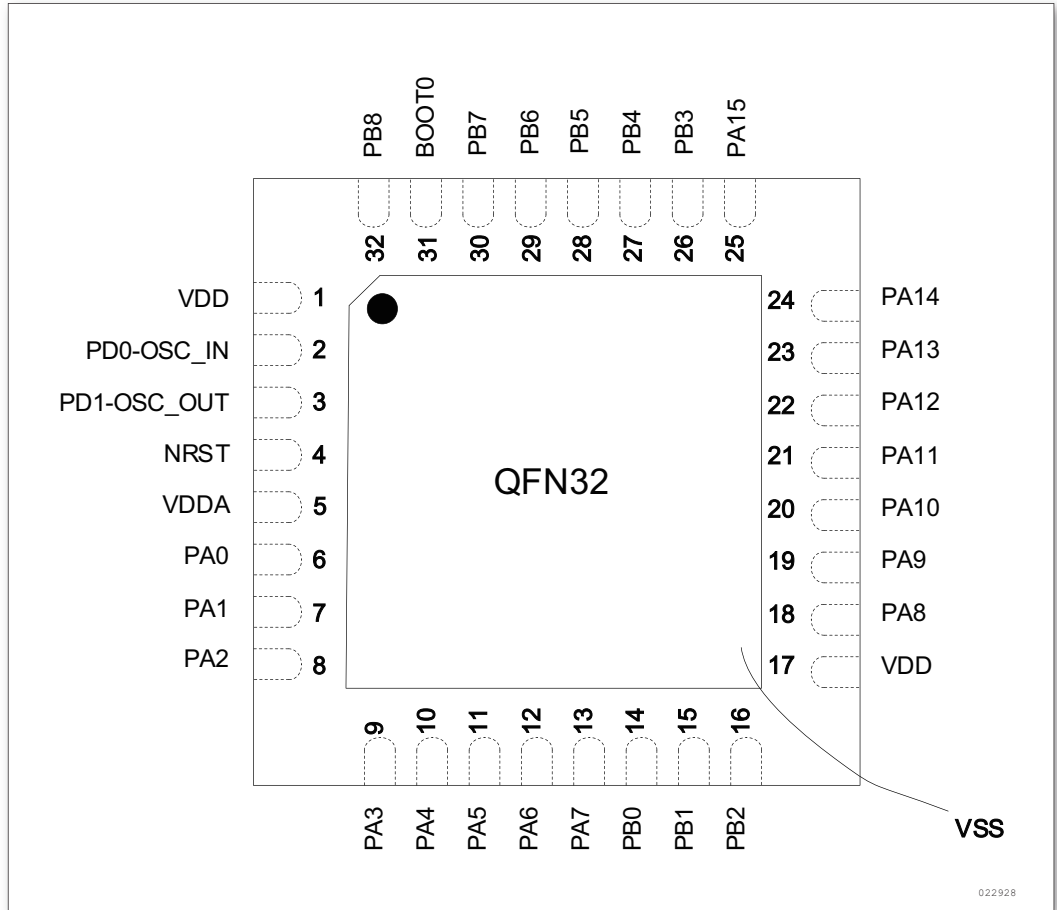 PB8 BOOT0 PB7 PB6 PB5 PB4 PB3 PA15
32 31 30 29 28 27 26 25
VDD 1
PD0-OSC_IN 2
PD1-OSC_OUT 3
NRST 4
VDDA 5
PA0 6
PA1 7
PA2 8
QFN32
24 PA14
23 PA13
22 PA12
21 PA11
20 PA10
19 PA9
18 PA8
17 VDD
9 10 11 12 13 14 15 16
PA3 PA4 PA5 PA6 PA7 PB0 PB1 PB2
VSS
022928